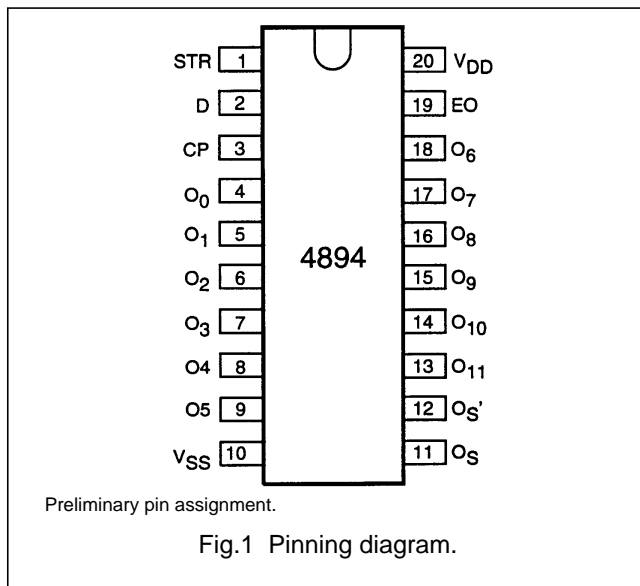 STR 1 20 VDD
D 2 19 EO
CP 3 18 O6
O0 4 17 O7
O1 5 16 O8
4894
O2 6 15 O9
O3 7 14 O10
O4 8 13 O11
O5 9 12 OS'
VSS 10 11 OS
Preliminary pin assignment.
Fig.1 Pinning diagram.